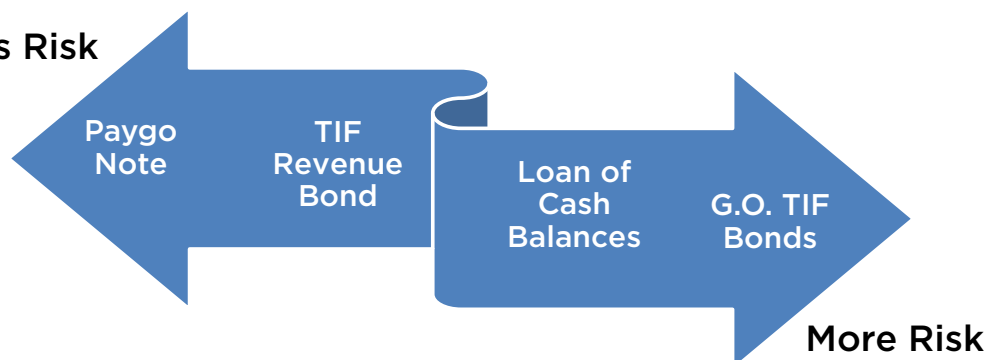 s Risk
Paygo
Note
TIF
Revenue
Bond
Loan of
Cash
Balances
G.O. TIF
Bonds
More Risk